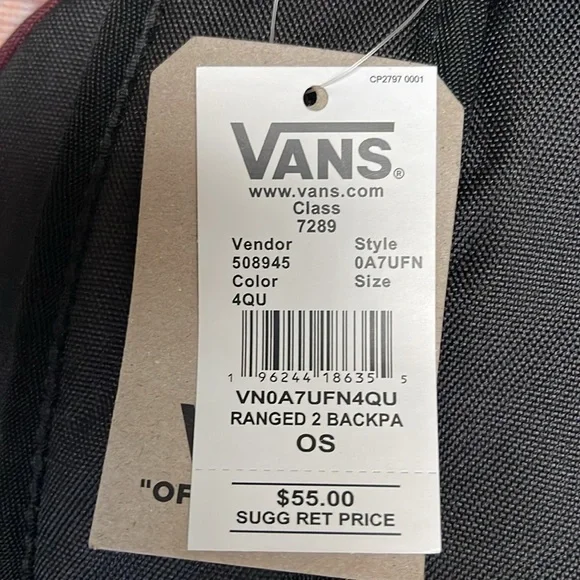 CP2797 0001
VANS®
www.vans.com
Class
7289
Vendor Style
508945 0A7UFN
Color Size
4QU
1 96244 18635 5
VN0A7UFN4QU
RANGED 2 BACKPA
OS
"OF
$55.00
SUGG RET PRICE